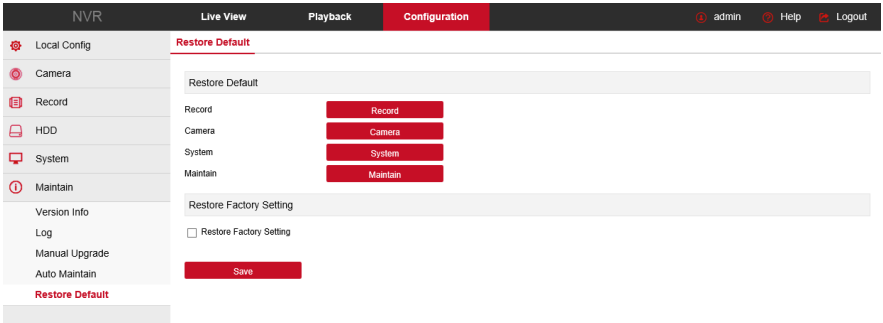 NVR Live View Playback Configuration admin Help Logout
Local Config
Camera
Record
HDD
System
Maintain
Version Info
Log
Manual Upgrade
Auto Maintain
Restore Default
Restore Default
Restore Default
Record Record
Camera Camera
System System
Maintain Maintain
Restore Factory Setting
Restore Factory Setting
Save